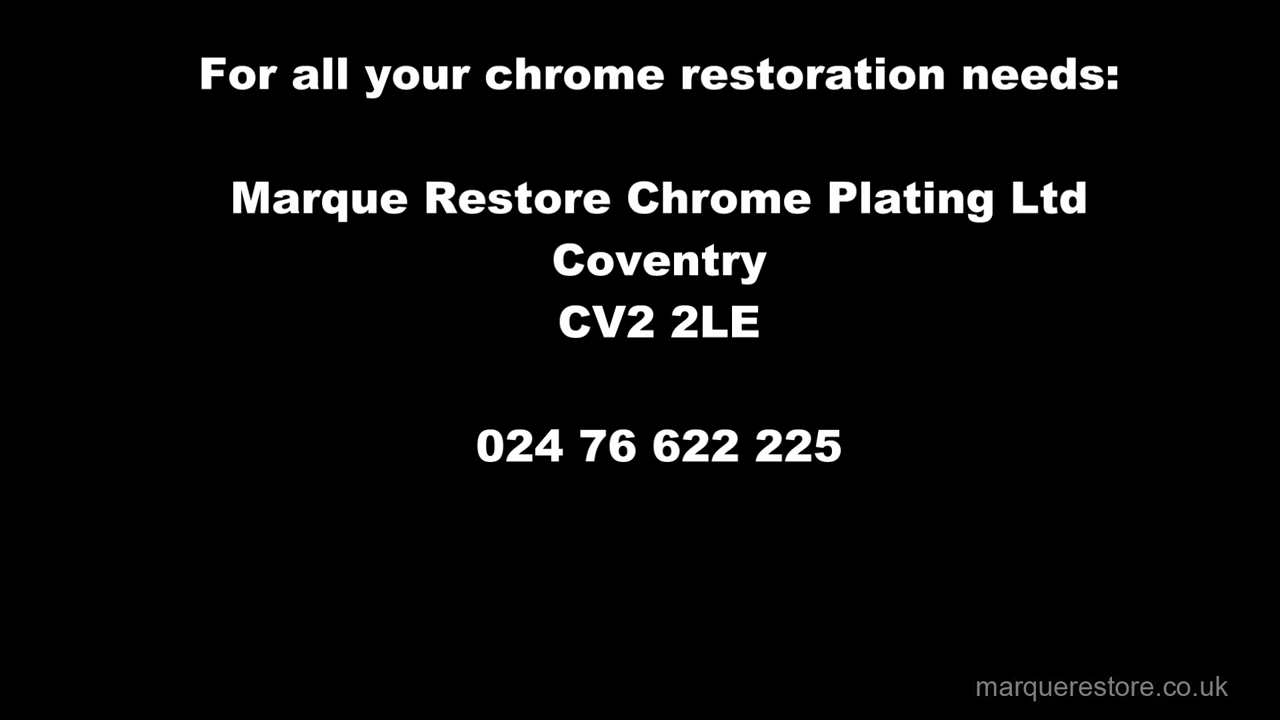 For all your chrome restoration needs:
Marque Restore Chrome Plating Ltd
Coventry
CV2 2LE
024 76 622 225
marquerestore.co.uk